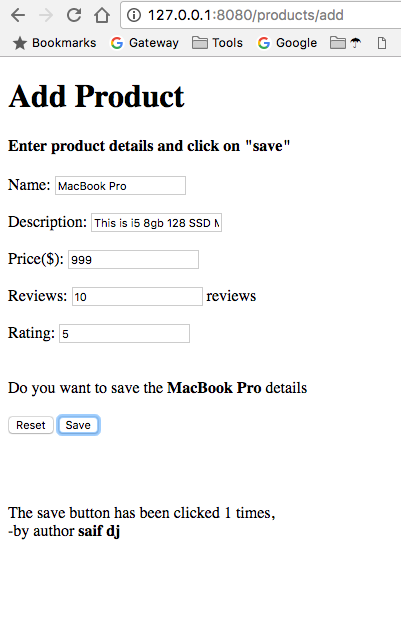 127.0.0.1:8080/products/add
Bookmarks Gateway Tools Google
Add Product
Enter product details and click on "save"
Name: MacBook Pro
Description: This is i5 8gb 128 SSD
Price($): 999
Reviews: 10 reviews
Rating: 5
Do you want to save the MacBook Pro details
Reset Save
The save button has been clicked 1 times,
-by author saif dj